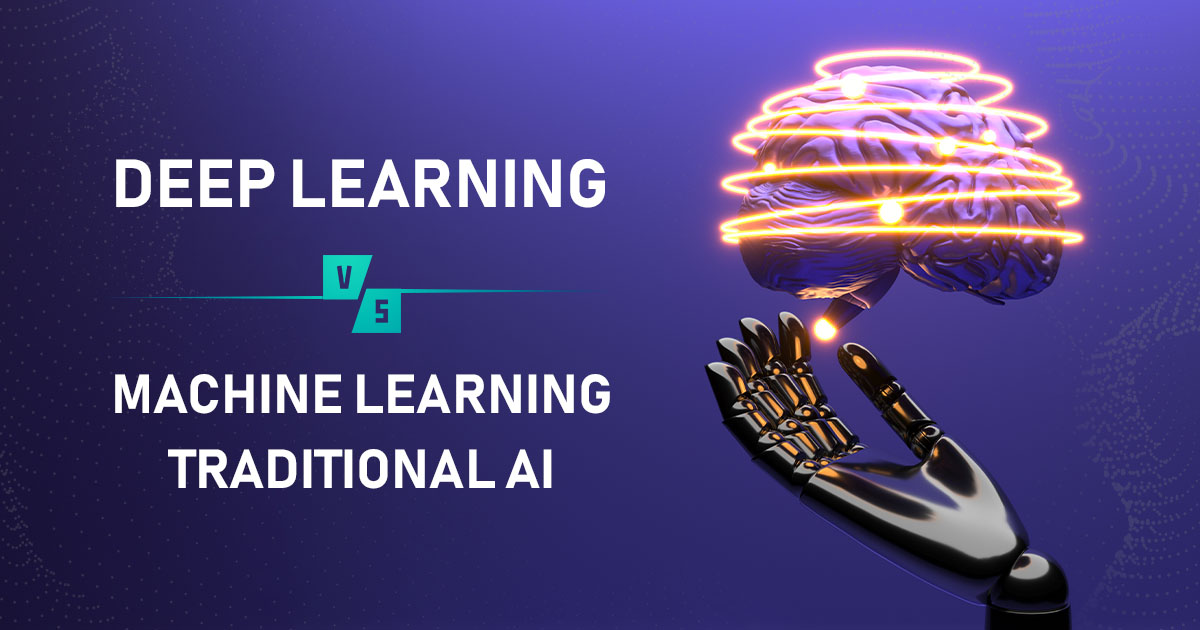 DEEP LEARNING
V
S
MACHINE LEARNING
TRADITIONAL AI